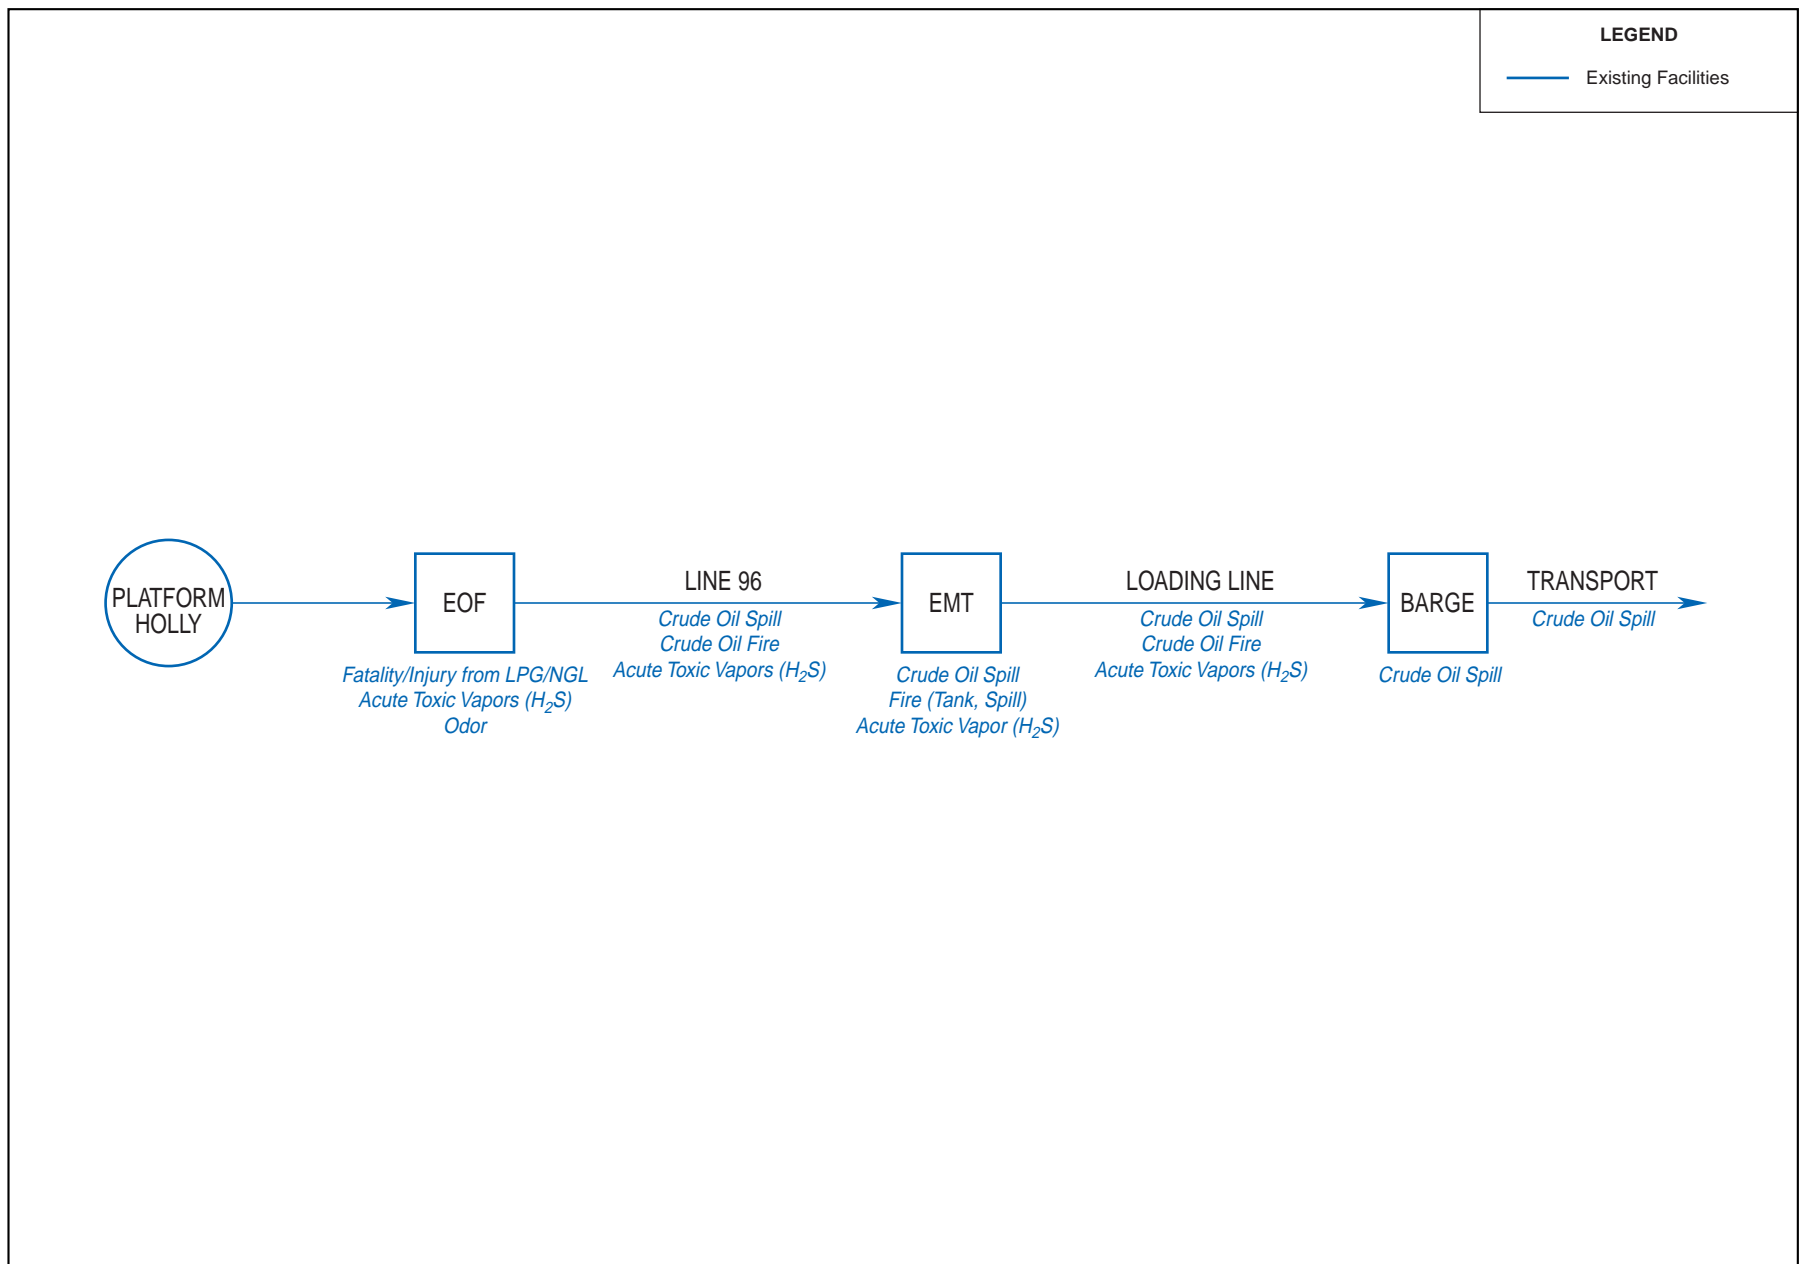 LEGEND
Existing Facilities
PLATFORM
HOLLY
EOF
Fatality/Injury from LPG/NGL
Acute Toxic Vapors (H₂S)
Odor
LINE 96
Crude Oil Spill
Crude Oil Fire
Acute Toxic Vapors (H₂S)
EMT
Crude Oil Spill
Fire (Tank, Spill)
Acute Toxic Vapor (H₂S)
LOADING LINE
Crude Oil Spill
Crude Oil Fire
Acute Toxic Vapors (H₂S)
BARGE
Crude Oil Spill
TRANSPORT
Crude Oil Spill